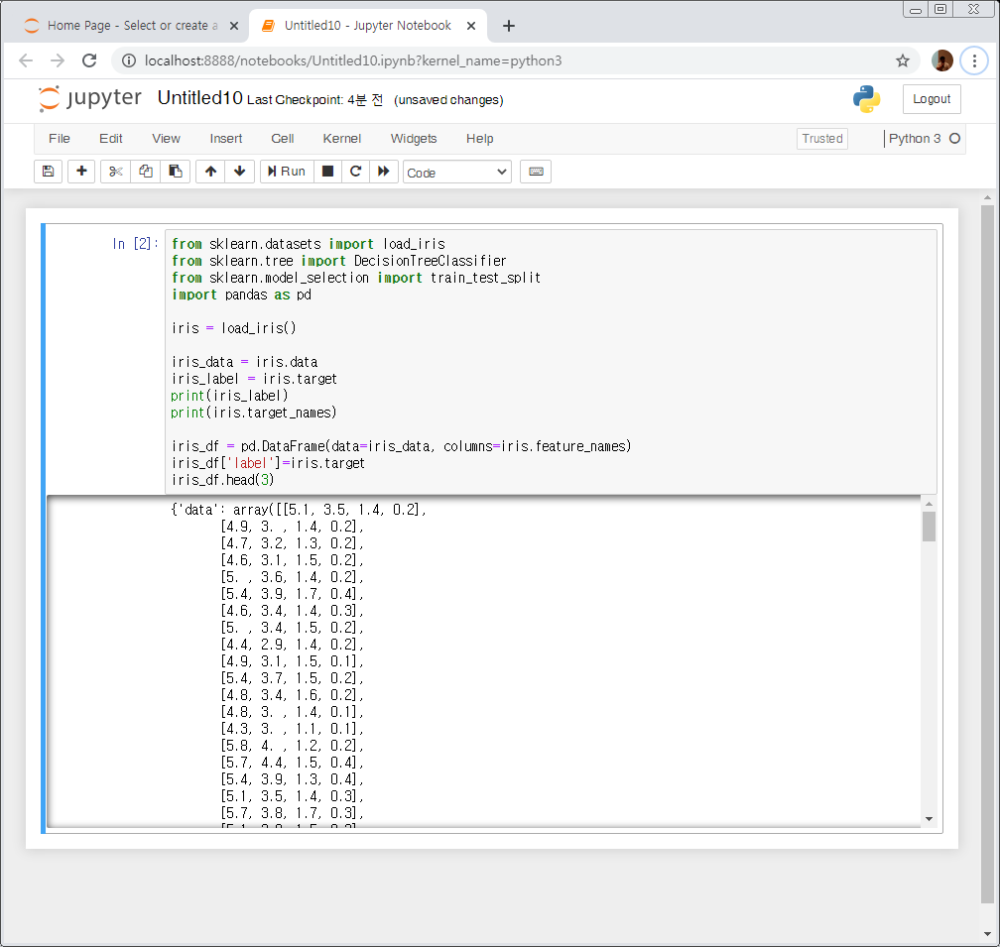 Home Page - Select or create a
Untitled10 - Jupyter Notebook
localhost:8888/notebooks/Untitled10.ipynb?kernel_name=python3
jupyter Untitled10 Last Checkpoint: 4분 전 (unsaved changes)
Logout
File Edit View Insert Cell Kernel Widgets Help
Trusted
Python 3
Run
Code
In [2]:
from sklearn.datasets import load_iris
from sklearn.tree import DecisionTreeClassifier
from sklearn.model_selection import train_test_split
import pandas as pd
iris = load_iris()
iris_data = iris.data
iris_label = iris.target
print(iris_label)
print(iris.target_names)
iris_df = pd.DataFrame(data=iris_data, columns=iris.feature_names)
iris_df['label']=iris.target
iris_df.head(3)
{'data': array([[5.1, 3.5, 1.4, 0.2],
[4.9, 3. , 1.4, 0.2],
[4.7, 3.2, 1.3, 0.2],
[4.6, 3.1, 1.5, 0.2],
[5. , 3.6, 1.4, 0.2],
[5.4, 3.9, 1.7, 0.4],
[4.6, 3.4, 1.4, 0.3],
[5. , 3.4, 1.5, 0.2],
[4.4, 2.9, 1.4, 0.2],
[4.9, 3.1, 1.5, 0.1],
[5.4, 3.7, 1.5, 0.2],
[4.8, 3.4, 1.6, 0.2],
[4.8, 3. , 1.4, 0.1],
[4.3, 3. , 1.1, 0.1],
[5.8, 4. , 1.2, 0.2],
[5.7, 4.4, 1.5, 0.4],
[5.4, 3.9, 1.3, 0.4],
[5.1, 3.5, 1.4, 0.3],
[5.7, 3.8, 1.7, 0.3],